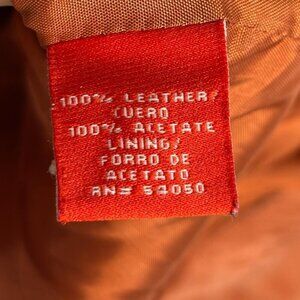 100% LEATHER/
CUERO
100% ACETATE
LINING/
FORRO DE
ACETATO
RN# 54050